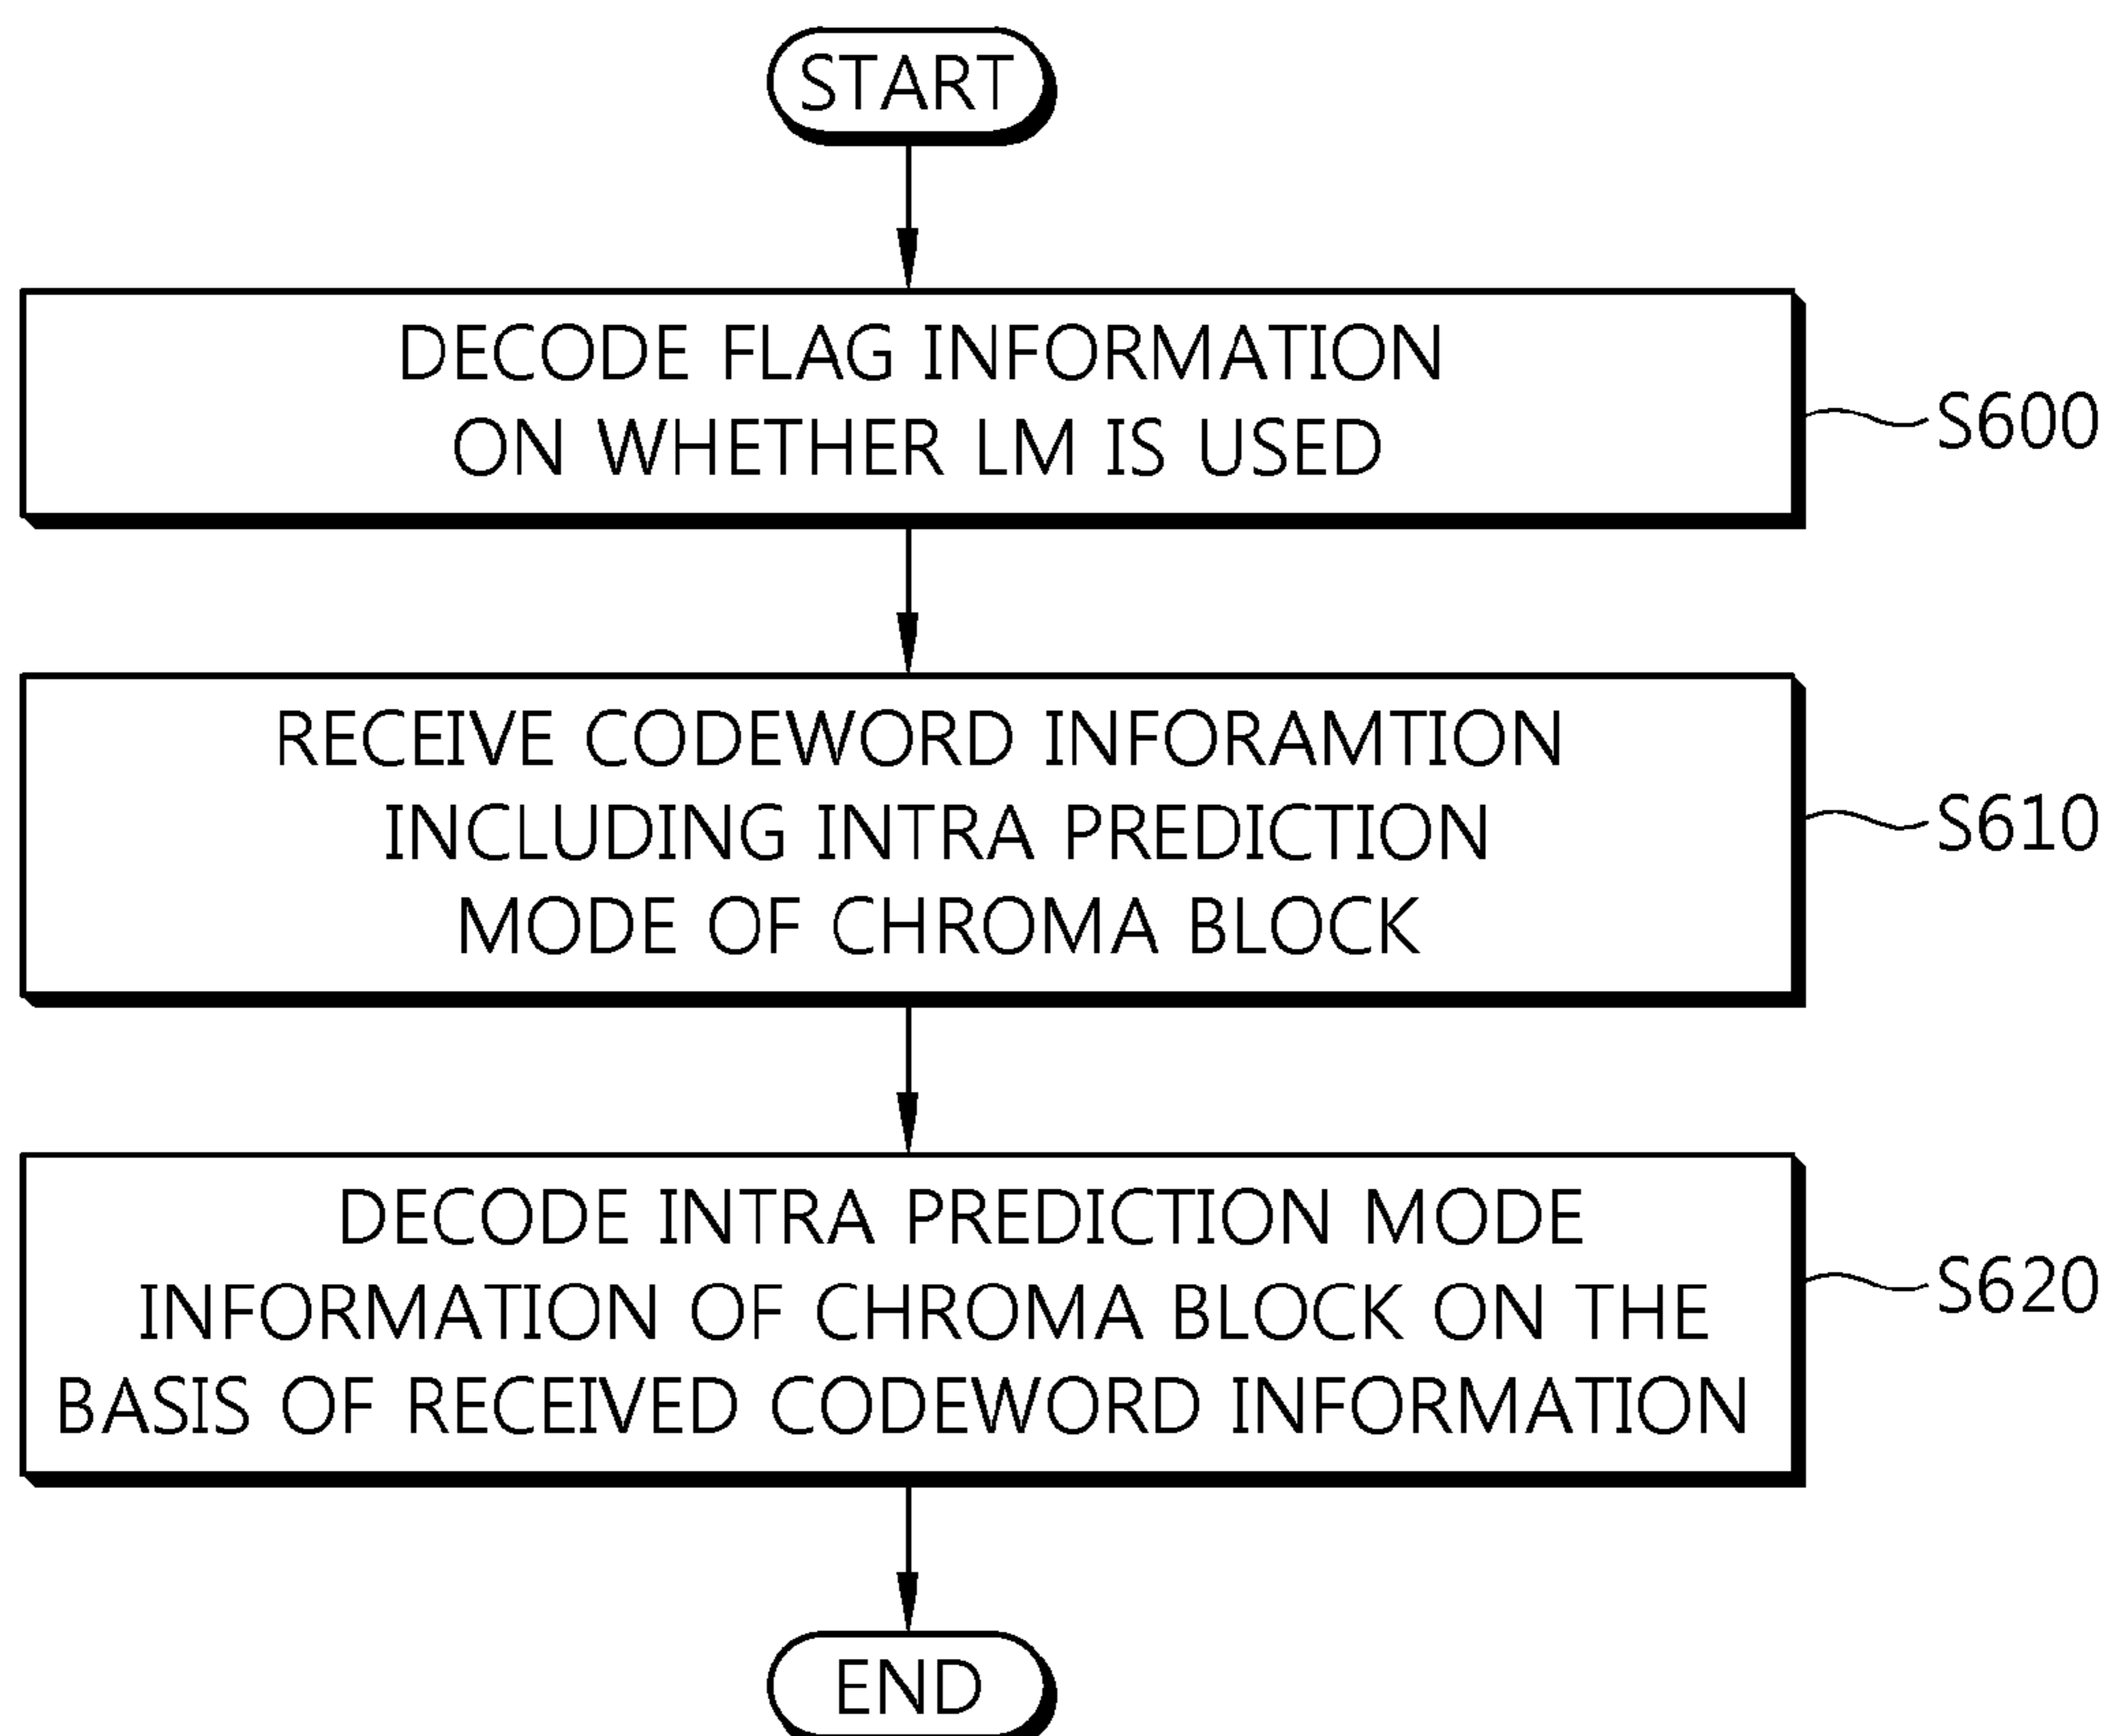 START
DECODE FLAG INFORMATION
ON WHETHER LM IS USED
S600
RECEIVE CODEWORD INFORAMTION
INCLUDING INTRA PREDICTION
MODE OF CHROMA BLOCK
S610
DECODE INTRA PREDICTION MODE
INFORMATION OF CHROMA BLOCK ON THE
BASIS OF RECEIVED CODEWORD INFORMATION
S620
END